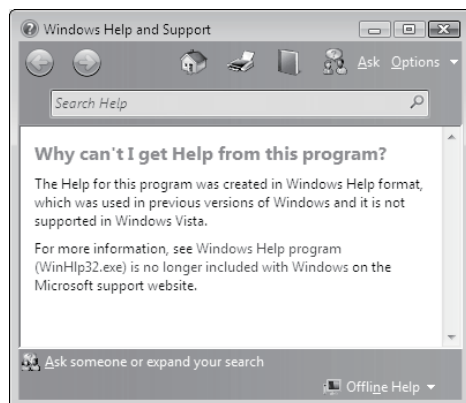 Windows Help and Support
Ask Options
Search Help
Why can't I get Help from this program?
The Help for this program was created in Windows Help format,
which was used in previous versions of Windows and it is not
supported in Windows Vista.
For more information, see Windows Help program
(WinHlp32.exe) is no longer included with Windows on the
Microsoft support website.
Ask someone or expand your search
Offline Help